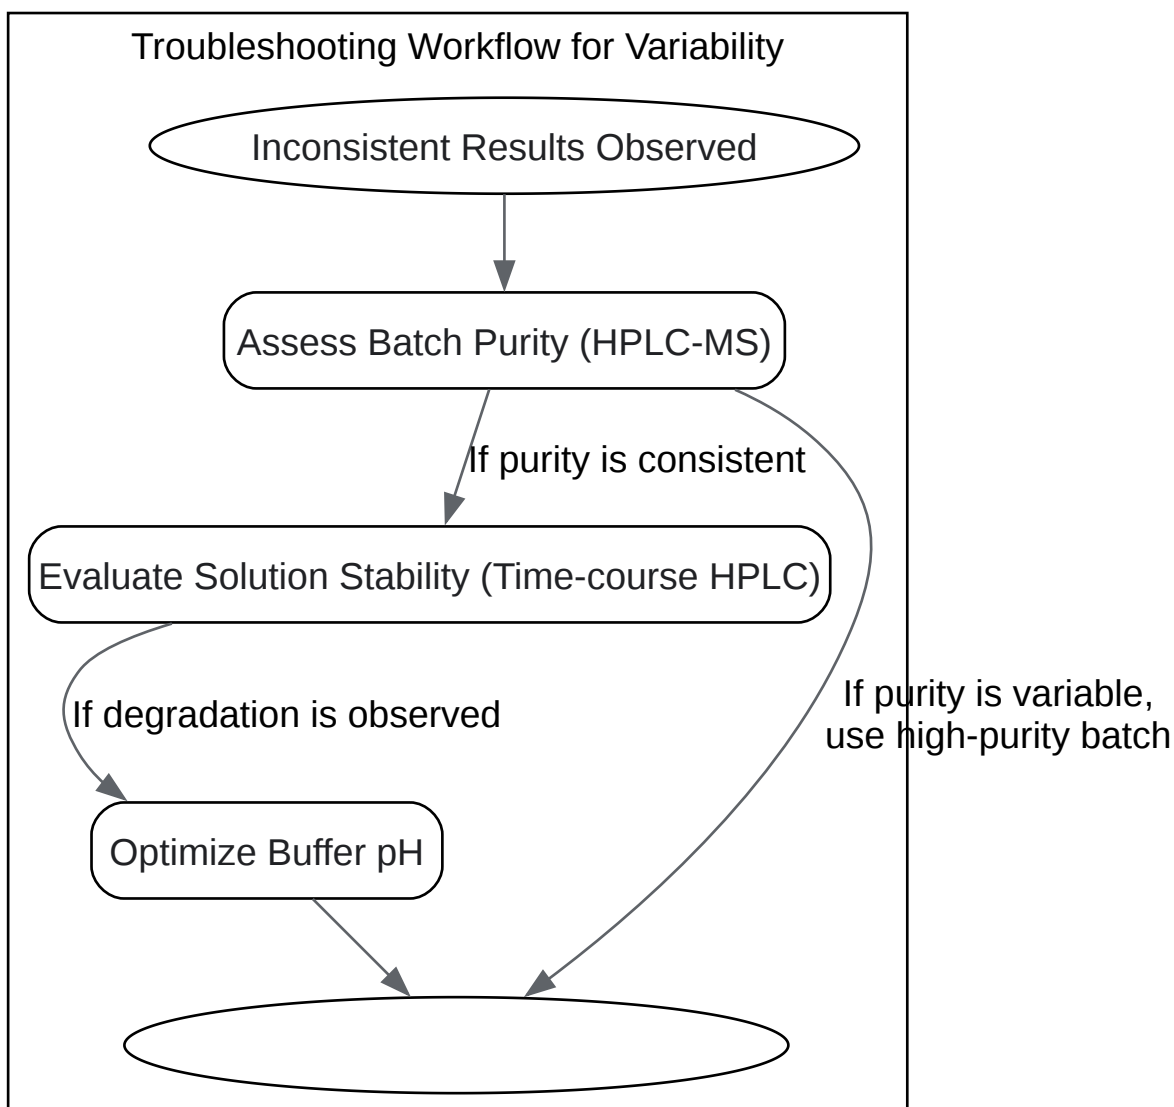 Troubleshooting Workflow for Variability
Inconsistent Results Observed
Assess Batch Purity (HPLC-MS)
If purity is consistent
Evaluate Solution Stability (Time-course HPLC)
If purity is variable,
use high-purity batch
If degradation is observed
Optimize Buffer pH